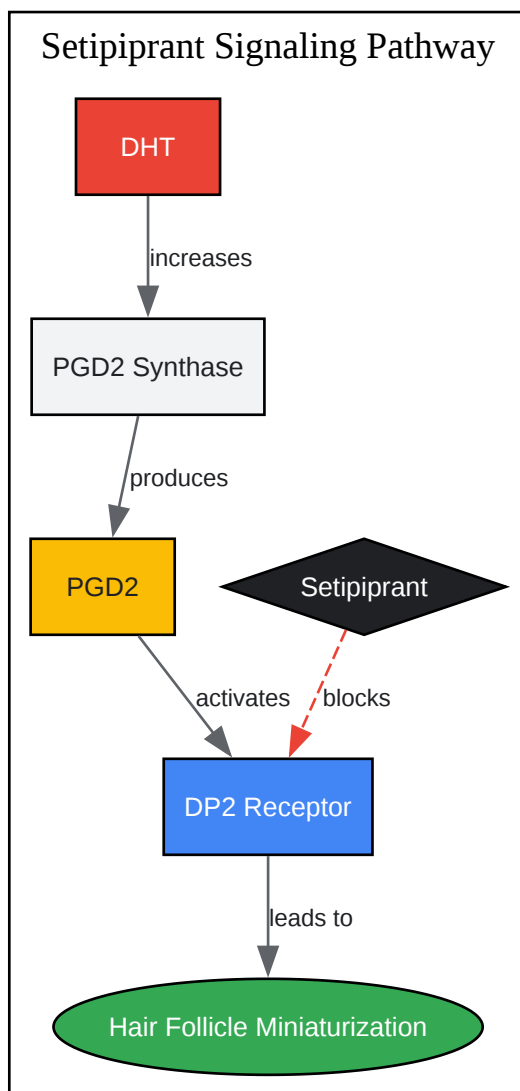 Setipiprant Signaling Pathway
DHT
increases
PGD2 Synthase
produces
PGD2
Setipiprant
activates
blocks
DP2 Receptor
leads to
Hair Follicle Miniaturization